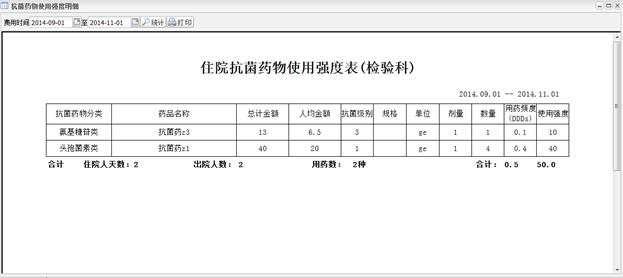 抗菌药物使用强度明细
费用时间 2014-09-01 至 2014-11-01 统计 打印
住院抗菌药物使用强度表(检验科)
2014.09.01 -- 2014.11.01
抗菌药物分类 药品名称 总计金额 人均金额 抗菌级别 规格 单位 剂量 数量 用药频度(DDDs) 使用强度
氨基糖苷类 抗菌药z3 13 6.5 3 ge 1 1 0.1 10
头孢菌素类 抗菌药z1 40 20 1 ge 1 4 0.4 40
合计 住院人天数：2 出院人数： 2 用药数： 2种 合计： 0.5 50.0